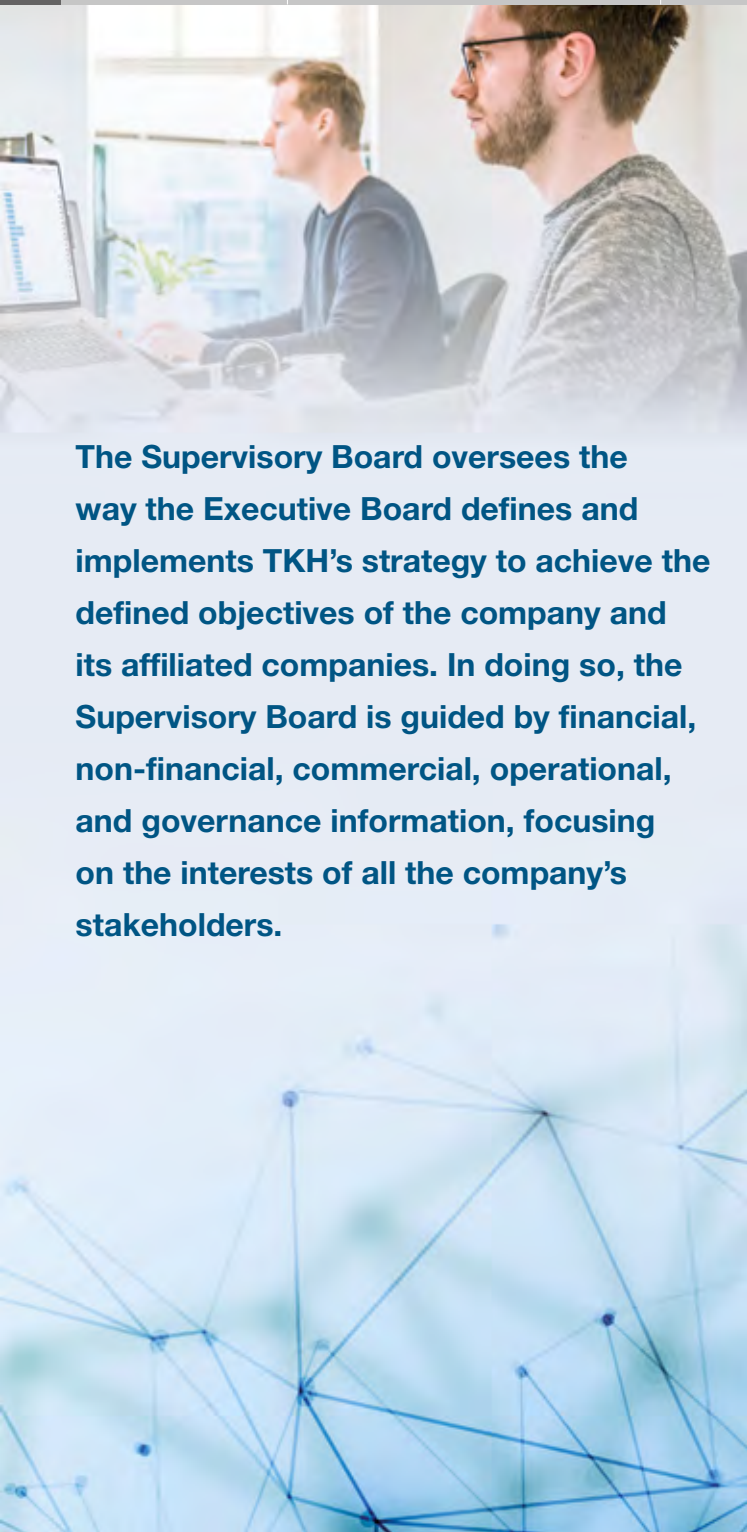 The Supervisory Board oversees the
way the Executive Board defines and
implements TKH’s strategy to achieve the
defined objectives of the company and
its affiliated companies. In doing so, the
Supervisory Board is guided by financial,
non-financial, commercial, operational,
and governance information, focusing
on the interests of all the company’s
stakeholders.